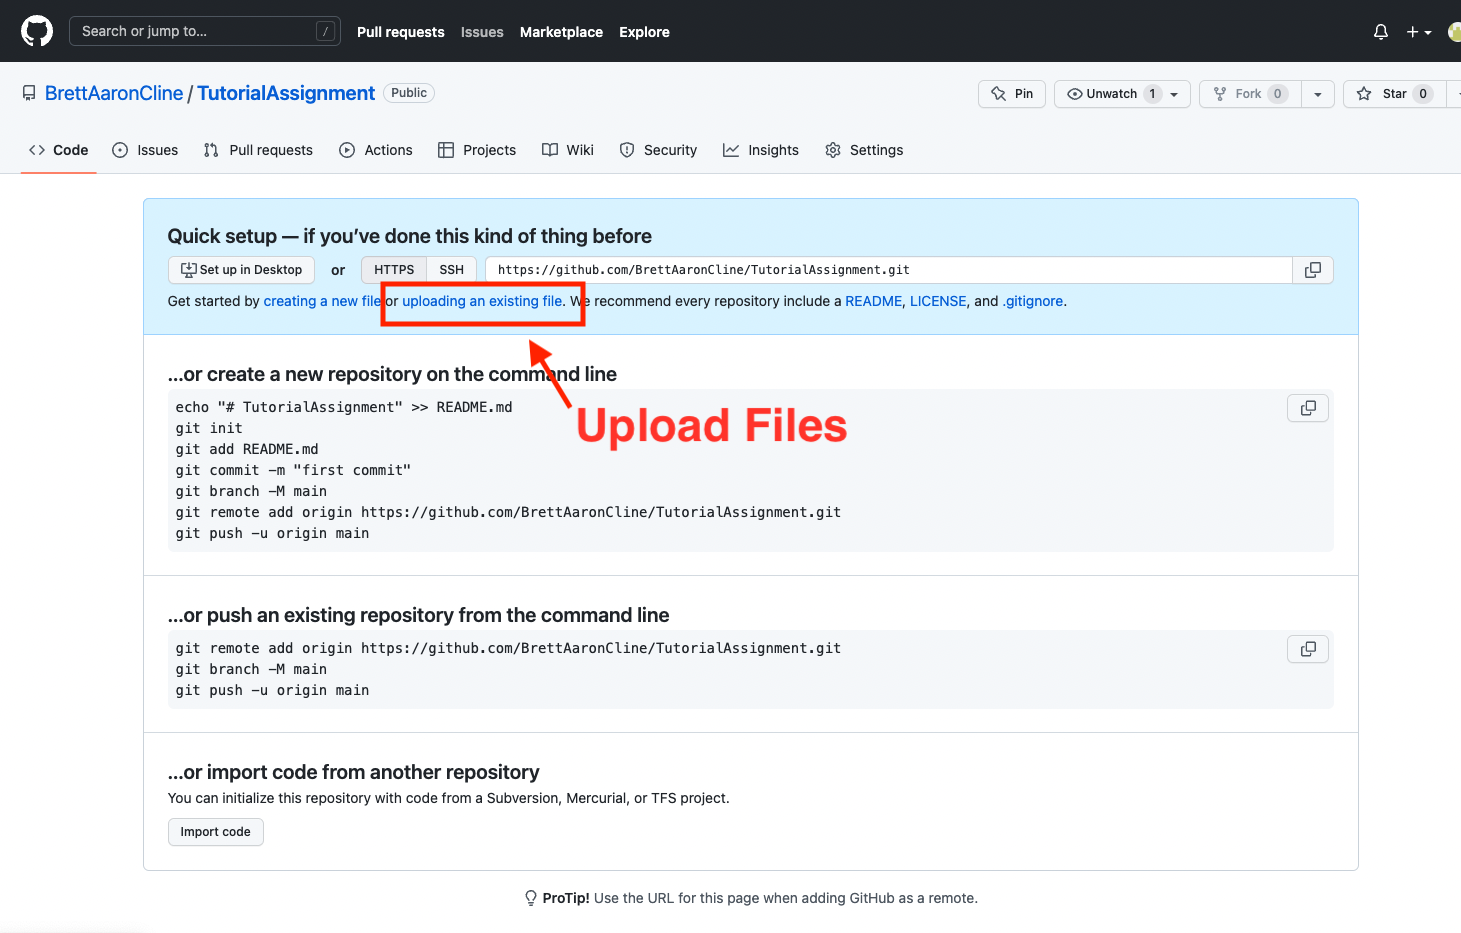 Search or jump to... / Pull requests Issues Marketplace Explore
BrettAaronCline / TutorialAssignment Public Pin Unwatch 1 Fork 0 Star 0
Code Issues Pull requests Actions Projects Wiki Security Insights Settings
Quick setup — if you’ve done this kind of thing before
Set up in Desktop or HTTPS SSH https://github.com/BrettAaronCline/TutorialAssignment.git
Get started by creating a new file or uploading an existing file. We recommend every repository include a README, LICENSE, and .gitignore.
…or create a new repository on the command line
echo "# TutorialAssignment" >> README.md
Upload Files
git init
git add README.md
git commit -m "first commit"
git branch -M main
git remote add origin https://github.com/BrettAaronCline/TutorialAssignment.git
git push -u origin main
…or push an existing repository from the command line
git remote add origin https://github.com/BrettAaronCline/TutorialAssignment.git
git branch -M main
git push -u origin main
…or import code from another repository
You can initialize this repository with code from a Subversion, Mercurial, or TFS project.
Import code
ProTip! Use the URL for this page when adding GitHub as a remote.